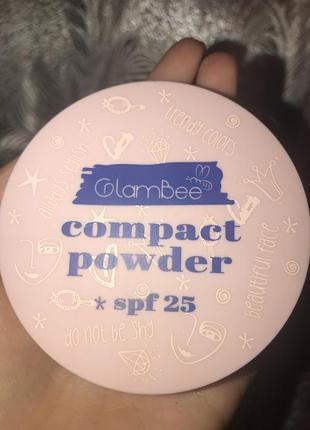 trendy colors
always stylish
GlamBee
compact
powder
* spf 25
beautiful face
do not be shy